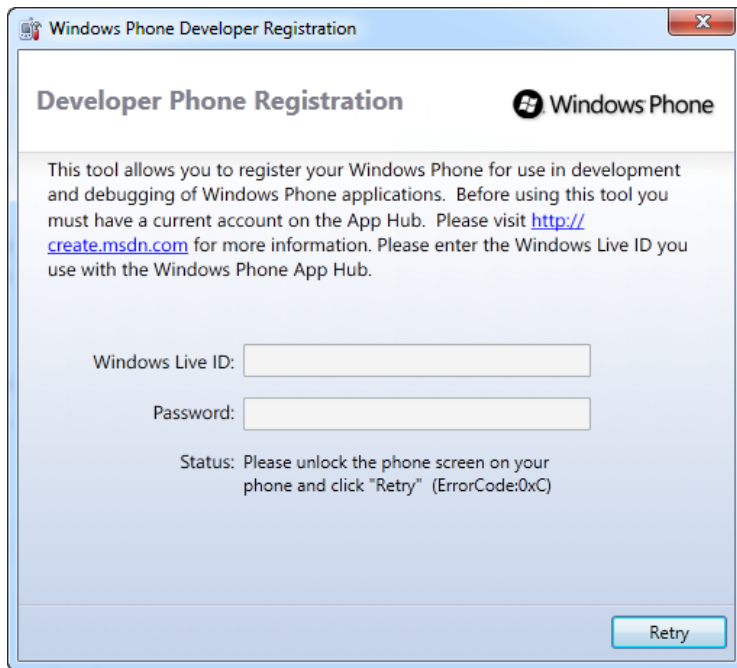 Windows Phone Developer Registration
Developer Phone Registration
Windows Phone
This tool allows you to register your Windows Phone for use in development
and debugging of Windows Phone applications.  Before using this tool you
must have a current account on the App Hub.  Please visit http://
create.msdn.com for more information. Please enter the Windows Live ID you
use with the Windows Phone App Hub.
Windows Live ID:
Password:
Status: Please unlock the phone screen on your
phone and click "Retry"  (ErrorCode:0xC)
Retry